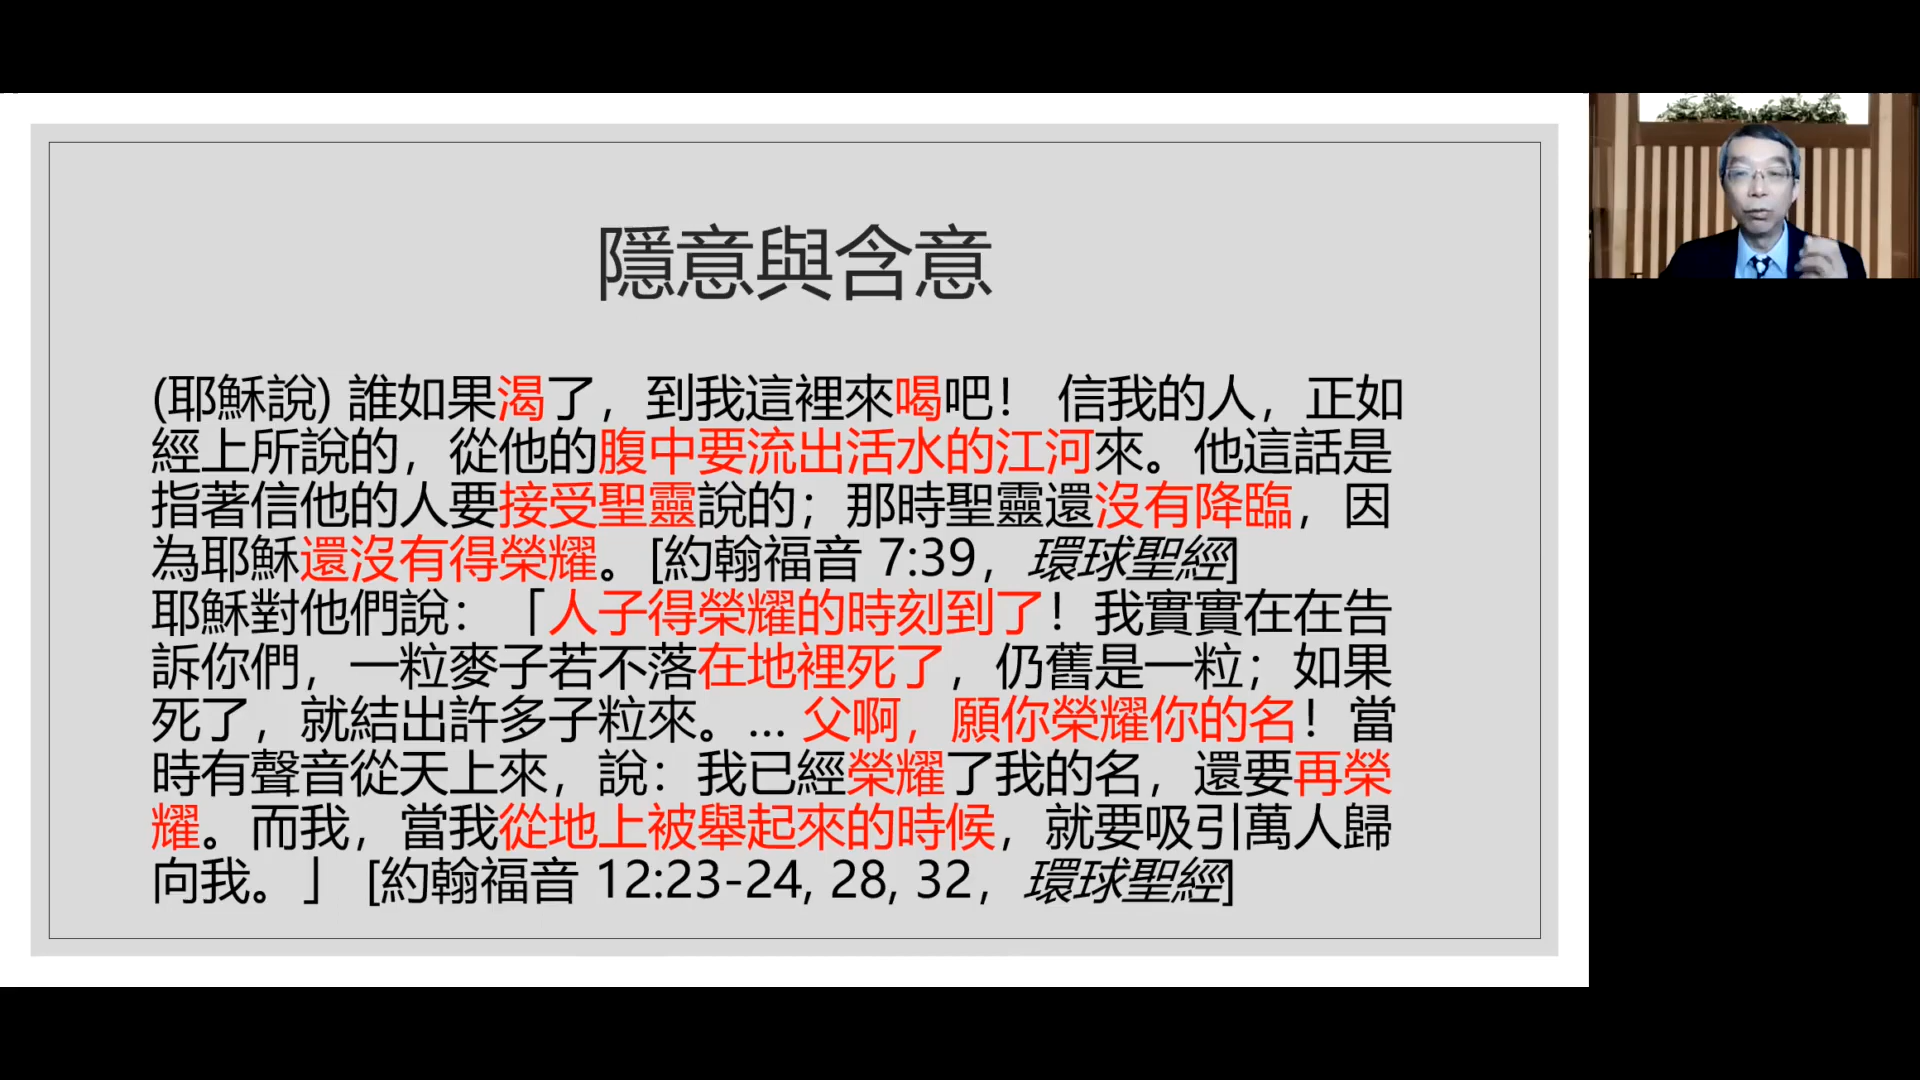 隱意與含意
(耶穌說) 誰如果渴了，到我這裡來喝吧！ 信我的人，正如
經上所說的，從他的腹中要流出活水的江河來。他這話是
指著信他的人要接受聖靈說的；那時聖靈還沒有降臨，因
為耶穌還沒有得榮耀。[約翰福音 7:39，環球聖經]
耶穌對他們說：「人子得榮耀的時刻到了！我實實在在告
訴你們，一粒麥子若不落在地裡死了，仍舊是一粒；如果
死了，就結出許多子粒來。... 父啊，願你榮耀你的名！當
時有聲音從天上來，說：我已經榮耀了我的名，還要再榮
耀。而我，當我從地上被舉起來的時候，就要吸引萬人歸
向我。」 [約翰福音 12:23-24, 28, 32，環球聖經]